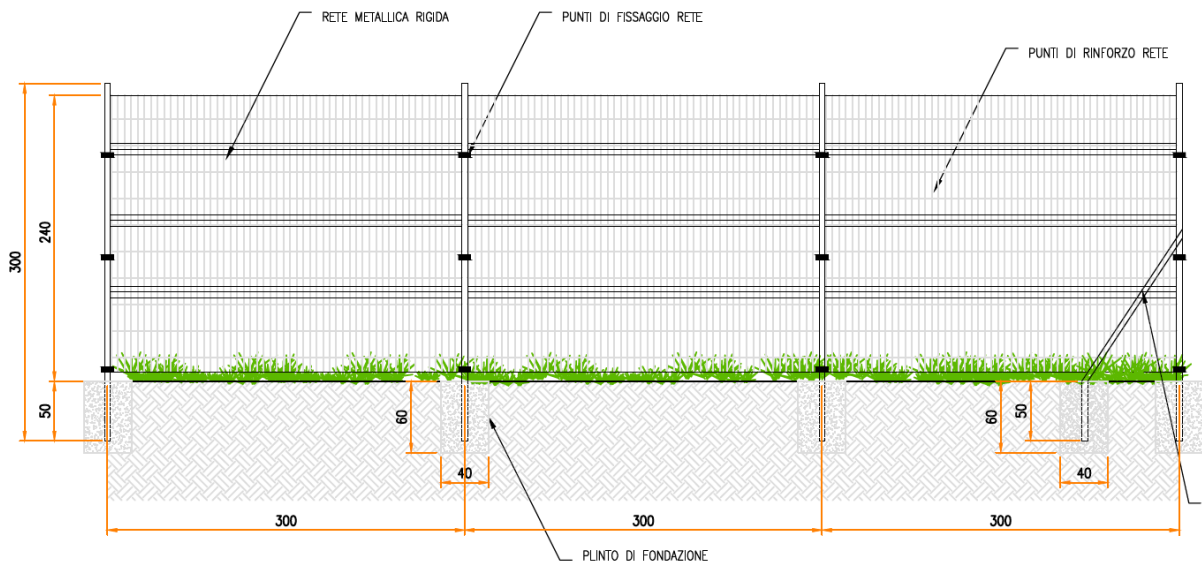 RETE METALLICA RIGIDA
PUNTI DI FISSAGGIO RETE
PUNTI DI RINFORZO RETE
300
240
50
60
40
60
50
40
300
300
300
PLINTO DI FONDAZIONE